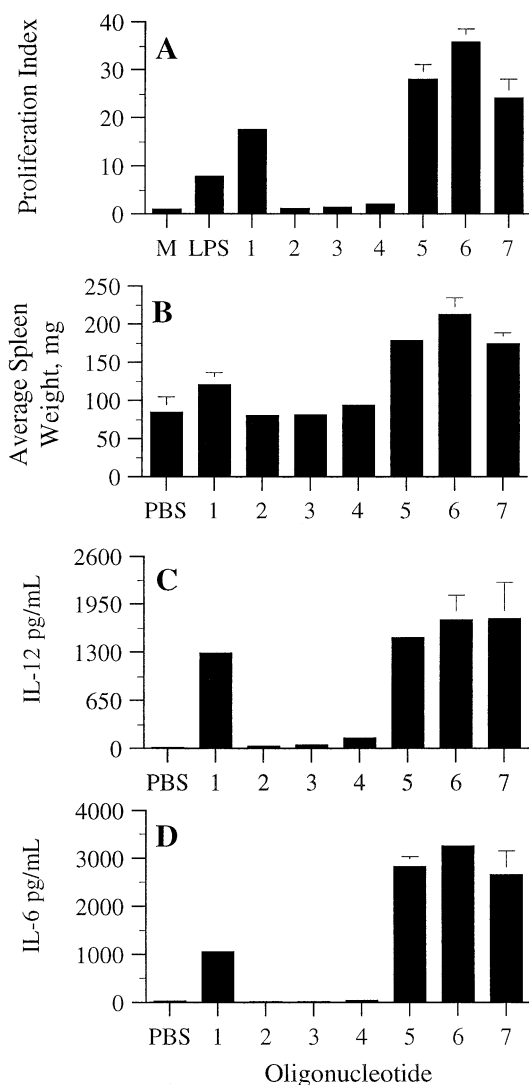 A
Proliferation Index
40
30
20
10
0
M LPS 1 2 3 4 5 6 7
B
Average Spleen
Weight, mg
250
200
150
100
50
0
PBS 1 2 3 4 5 6 7
C
IL-12 pg/mL
2600
1950
1300
650
0
PBS 1 2 3 4 5 6 7
D
IL-6 pg/mL
4000
3000
2000
1000
0
PBS 1 2 3 4 5 6 7
Oligonucleotide